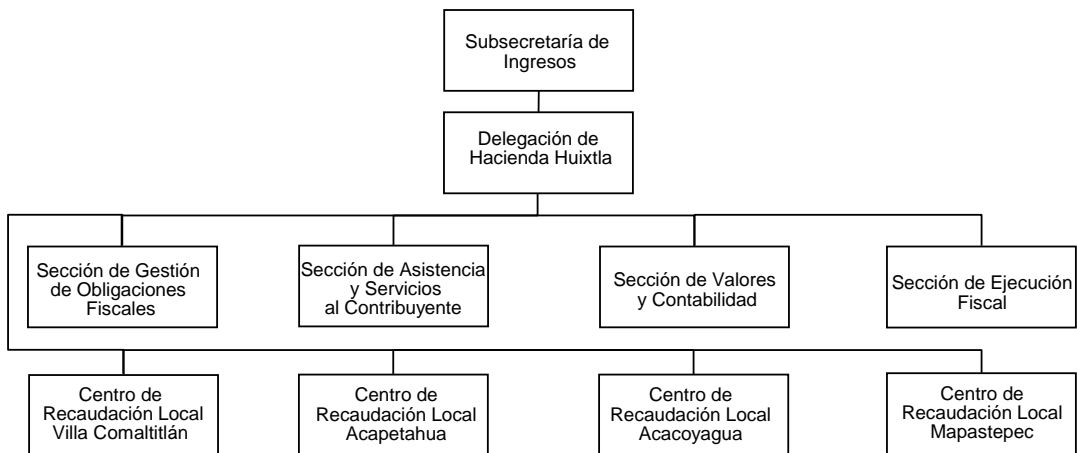 Subsecretaría de
Ingresos
Delegación de
Hacienda Huixtla
Sección de Gestión
de Obligaciones
Fiscales
Sección de Asistencia
y Servicios
al Contribuyente
Sección de Valores
y Contabilidad
Sección de Ejecución
Fiscal
Centro de
Recaudación Local
Villa Comaltitlán
Centro de
Recaudación Local
Acapetahua
Centro de
Recaudación Local
Acacoyagua
Centro de
Recaudación Local
Mapastepec